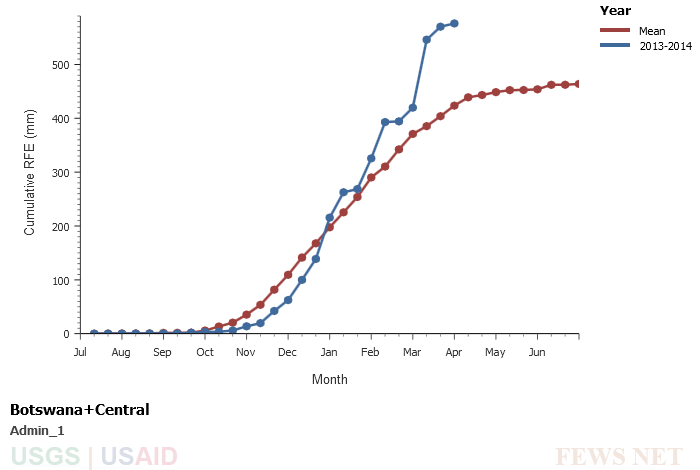 Year
Mean
2013-2014
500
400
300
200
100
0
Cumulative RFE (mm)
Jul Aug Sep Oct Nov Dec Jan Feb Mar Apr May Jun
Month
Botswana+Central
Admin_1
USGS | USAID
FEWS NET